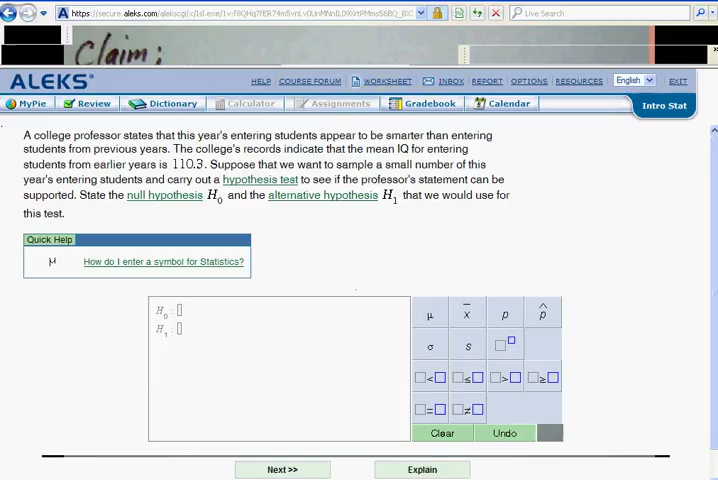 https://secure.aleks.com/alekscgi/x/Isl.exe/1v-f8QHg7fER74m5vnLv0UnMNnIL09XrtPMms56BQ_BX
Live Search
Claim:
ALEKS®
HELP COURSE FORUM WORKSHEET INBOX REPORT OPTIONS RESOURCES English EXIT
MyPie Review Dictionary Calculator Assignments Gradebook Calendar Intro Stat
A college professor states that this year's entering students appear to be smarter than entering
students from previous years. The college's records indicate that the mean IQ for entering
students from earlier years is 110.3. Suppose that we want to sample a small number of this
year's entering students and carry out a hypothesis test to see if the professor's statement can be
supported. State the null hypothesis H0 and the alternative hypothesis H1 that we would use for
this test.
Quick Help
μ How do I enter a symbol for Statistics?
H0 :
H1 :
μ x̄ p p̂
σ s
< ≤ > ≥
= ≠
Clear Undo
Next >> Explain